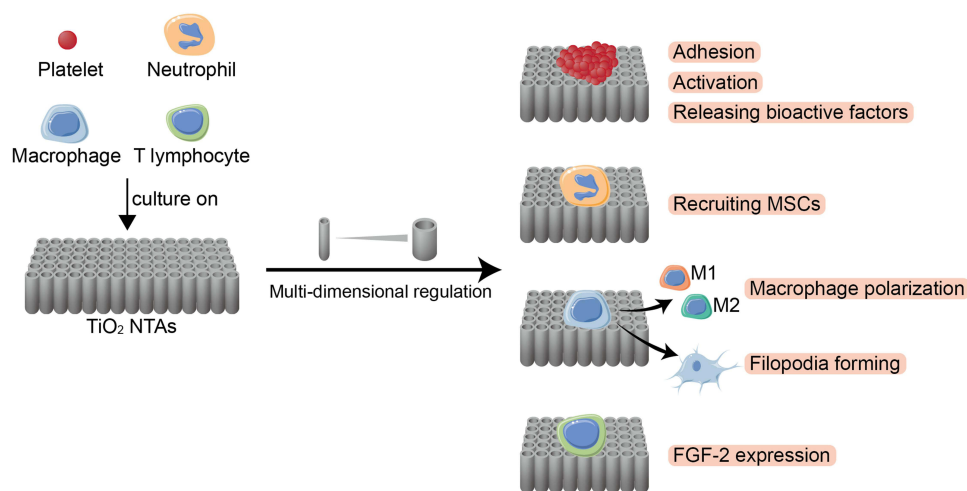 Platelet
Neutrophil
Macrophage
T lymphocyte
culture on
TiO₂ NTAs
Multi-dimensional regulation
Adhesion
Activation
Releasing bioactive factors
Recruiting MSCs
M1
M2
Macrophage polarization
Filopodia forming
FGF-2 expression